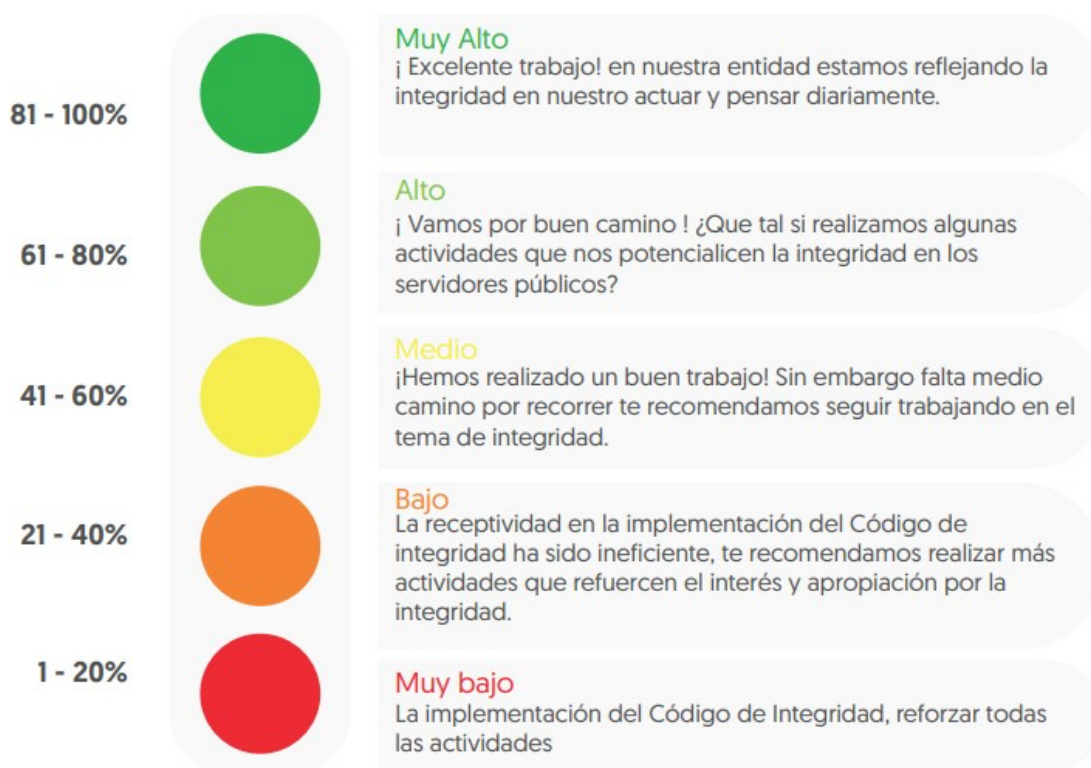 81 - 100%
Muy Alto
¡ Excelente trabajo! en nuestra entidad estamos reflejando la
integridad en nuestro actuar y pensar diariamente.
61 - 80%
Alto
¡ Vamos por buen camino ! ¿Que tal si realizamos algunas
actividades que nos potencialicen la integridad en los
servidores públicos?
41 - 60%
Medio
¡Hemos realizado un buen trabajo! Sin embargo falta medio
camino por recorrer te recomendamos seguir trabajando en el
tema de integridad.
21 - 40%
Bajo
La receptividad en la implementación del Código de
integridad ha sido ineficiente, te recomendamos realizar más
actividades que refuercen el interés y apropiación por la
integridad.
1 - 20%
Muy bajo
La implementación del Código de Integridad, reforzar todas
las actividades